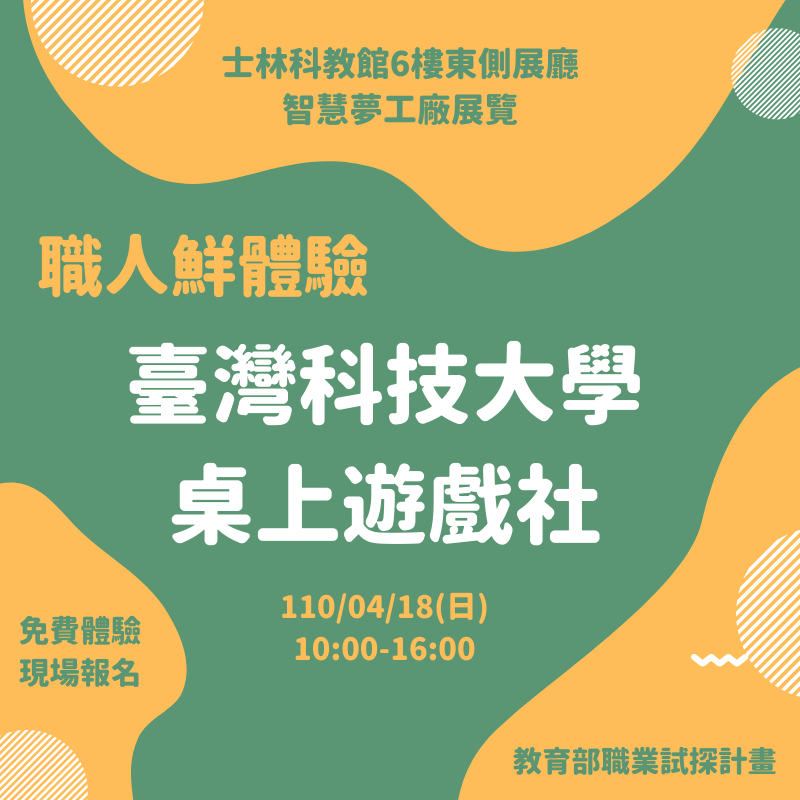 士林科教館6樓東側展廳
智慧夢工廠展覽
職人鮮體驗
臺灣科技大學
桌上遊戲社
110/04/18(日)
10:00-16:00
免費體驗
現場報名
教育部職業試探計畫